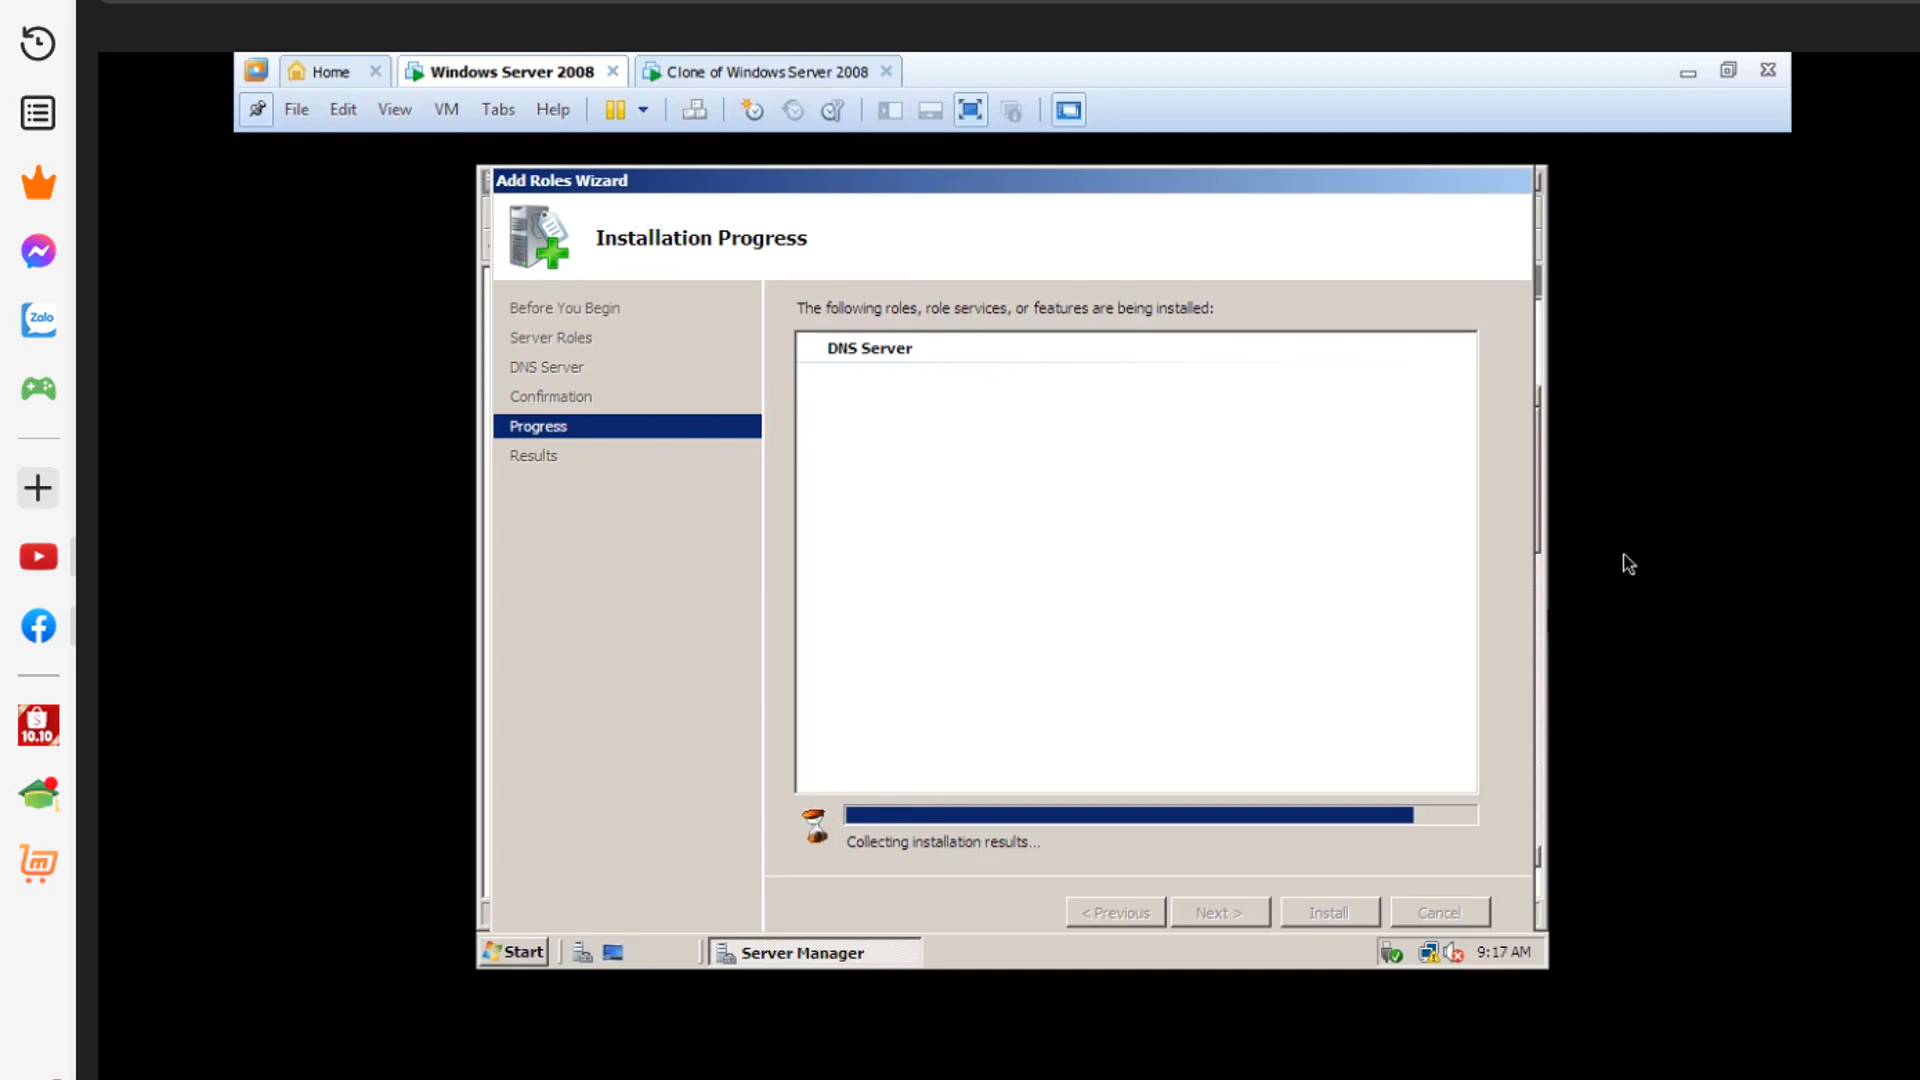 Home
Windows Server 2008
Clone of Windows Server 2008
File Edit View VM Tabs Help
Add Roles Wizard
Installation Progress
Before You Begin
Server Roles
DNS Server
Confirmation
Progress
Results
The following roles, role services, or features are being installed:
DNS Server
Collecting installation results...
< Previous Next > Install Cancel
Start
Server Manager
9:17 AM
Zalo
S
10.10
m